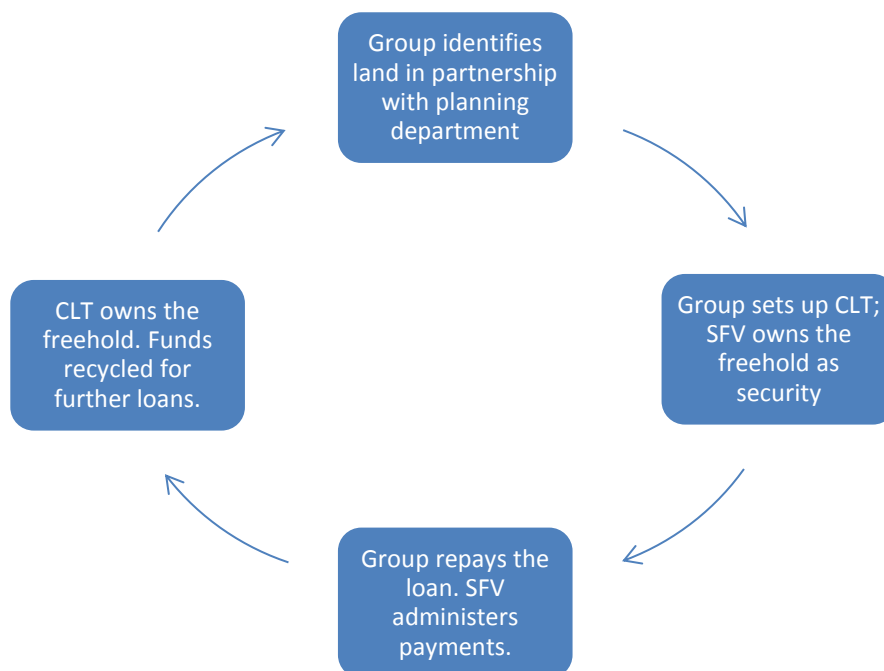 Group identifies
land in partnership
with planning
department
Group sets up CLT;
SFV owns the
freehold as
security
Group repays the
loan. SFV
administers
payments.
CLT owns the
freehold. Funds
recycled for
further loans.